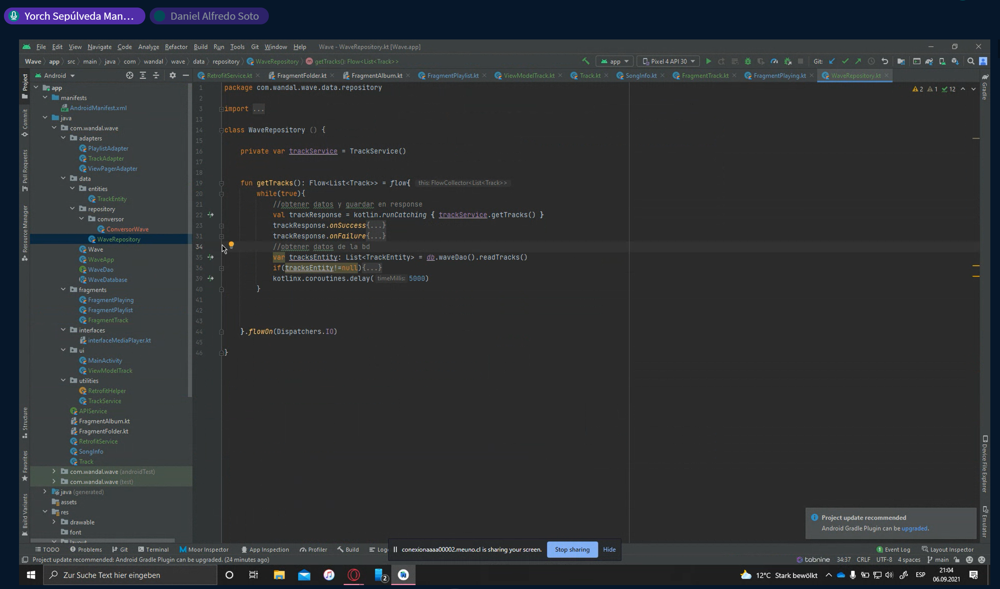 Yorch Sepúlveda Man... Daniel Alfredo Soto
File Edit View Navigate Code Analyze Refactor Build Run Tools Git Window Help Wave - WaveRepository.kt [Wave.app]
Wave app src main java com wandal wave data repository WaveRepository getTracks(): Flow<List<Track>> app Pixel 4 API 30 Git:
Android RetrofitService.kt FragmentFolder.kt FragmentAlbum.kt FragmentPlaylist.kt ViewModelTrack.kt Track.kt SongInfo.kt FragmentTrack.kt FragmentPlaying.kt WaveRepository.kt
Project
Commit
Pull Requests
Resource Manager
Structure
Favorites
Build Variants
app
manifests
AndroidManifest.xml
java
com.wandal.wave
adapters
PlaylistAdapter
TrackAdapter
ViewPagerAdapter
data
entities
TrackEntity
repository
conversor
ConversorWave
WaveRepository
Wave
WaveApp
WaveDao
WaveDatabase
fragments
FragmentPlaying
FragmentPlaylist
FragmentTrack
interfaces
interfaceMediaPlayer.kt
ui
MainActivity
ViewModelTrack
utilities
RetrofitHelper
TrackService
APIService
FragmentAlbum.kt
FragmentFolder.kt
RetrofitService
SongInfo
Track
com.wandal.wave (androidTest)
com.wandal.wave (test)
java (generated)
assets
res
drawable
font
layout
1 package com.wandal.wave.data.repository
2
3 import ...
13
14 class WaveRepository () {
15
16 private var trackService = TrackService()
17
18
19 fun getTracks(): Flow<List<Track>> = flow{ this: FlowCollector<List<Track>>
20 while(true){
21 //obtener datos y guardar en response
22 val trackResponse = kotlin.runCatching { trackService.getTracks() }
23 trackResponse.onSuccess{...}
31 trackResponse.onFailure{...}
34 //obtener datos de la bd
35 var tracksEntity: List<TrackEntity> = db.waveDao().readTracks()
36 if(tracksEntity!=null){...}
39 kotlinx.coroutines.delay( timeMillis: 5000)
40 }
41
42
43
44 }.flowOn(Dispatchers.IO)
45
46 }
2 1 12
Gradle
Device File Explorer
Emulator
Project update recommended
Android Gradle Plugin can be upgraded.
TODO Problems Git Terminal Moor Inspector App Inspection Profiler Build Log
conexionaaaa00002.meuno.cl is sharing your screen. Stop sharing Hide
1 Event Log Layout Inspector
Project update recommended: Android Gradle Plugin can be upgraded. (24 minutes ago) tabnine 34:37 CRLF UTF-8 4 spaces main
Zur Suche Text hier eingeben
2
12°C Stark bewölkt ESP
21:04
06.09.2021